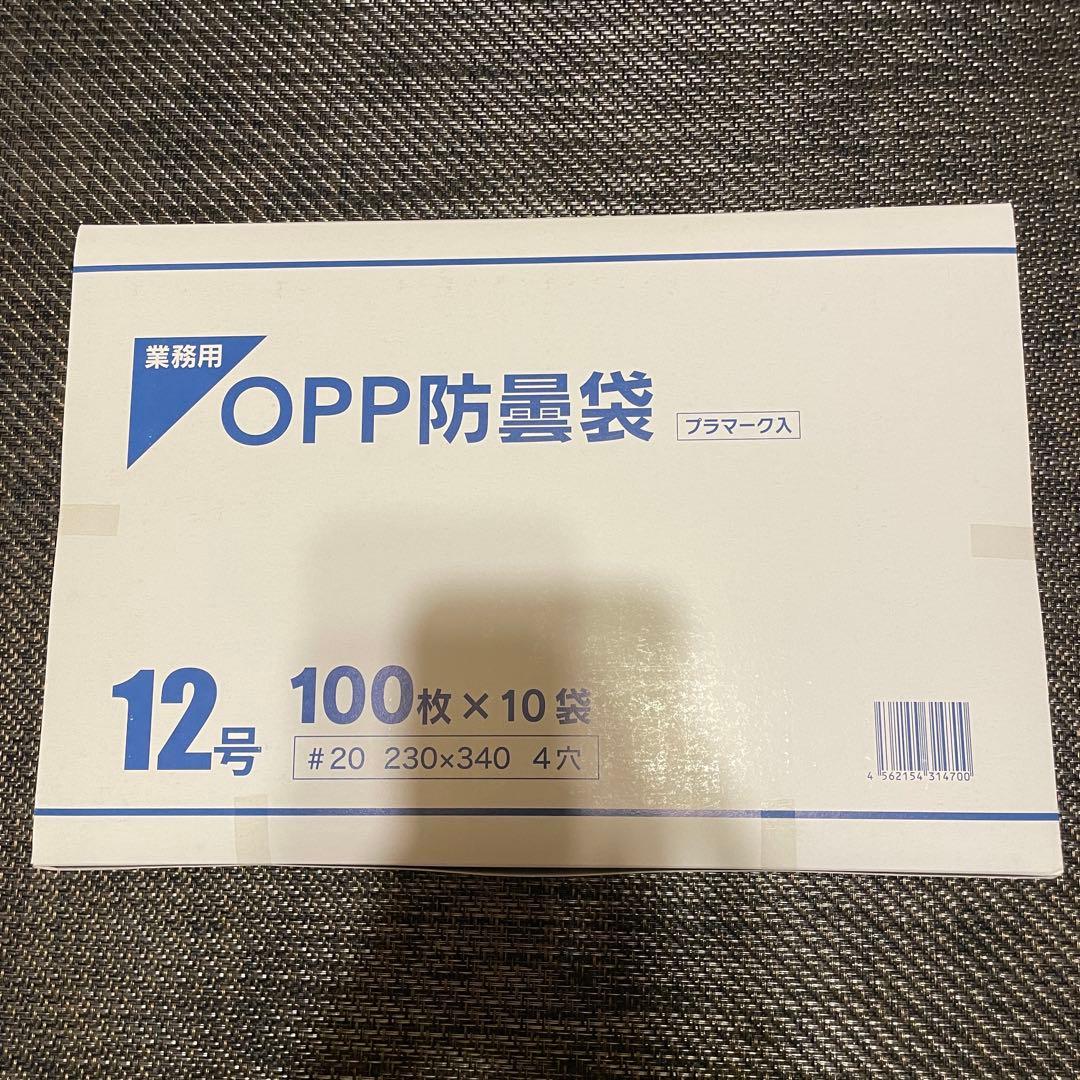 業務用
OPP防曇袋 プラマーク入
12号 100枚×10袋
#20 230×340 4穴
4 562154 314700